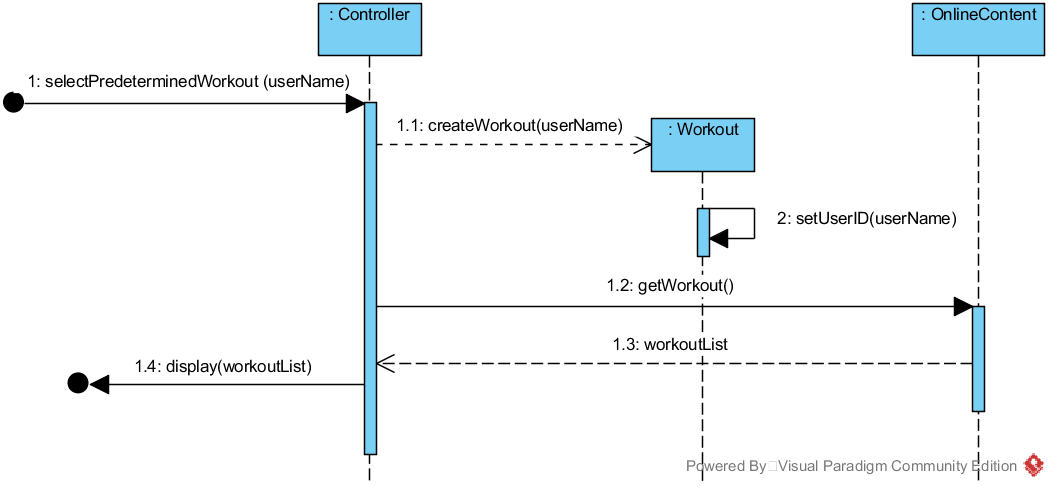 : Controller
: OnlineContent
1: selectPredeterminedWorkout (userName)
1.1: createWorkout(userName)
: Workout
2: setUserID(userName)
1.2: getWorkout()
1.3: workoutList
1.4: display(workoutList)
Powered By Visual Paradigm Community Edition